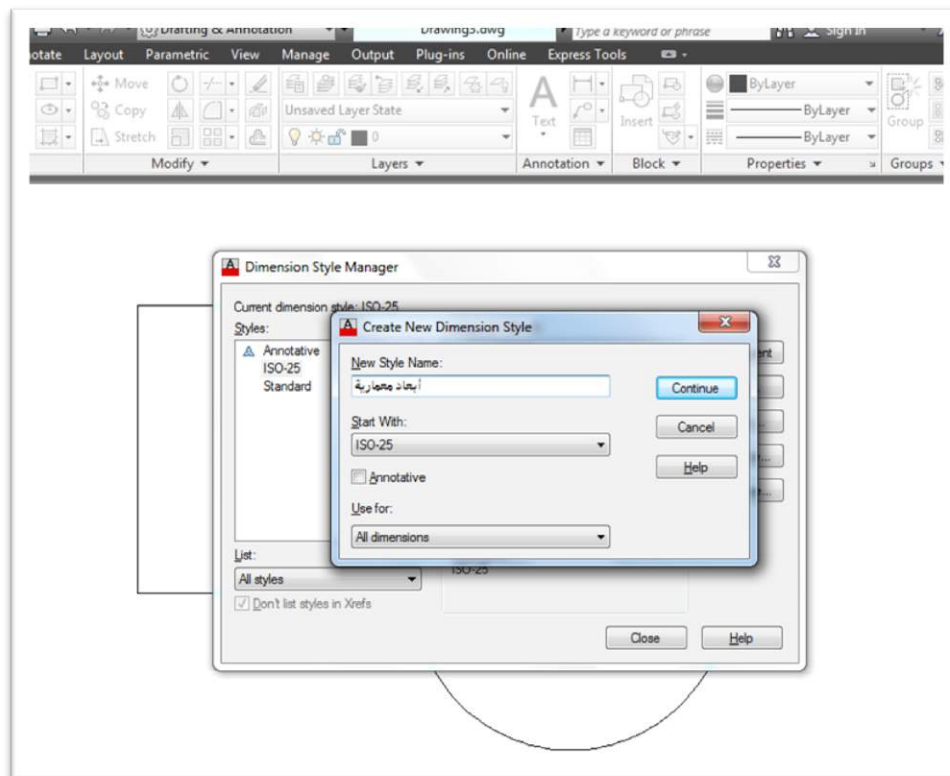 Drafting & Annotation
Drawing3.dwg
Type a keyword or phrase
Sign In
notate Layout Parametric View Manage Output Plug-ins Online Express Tools
Move
Copy
Stretch
Unsaved Layer State
0
Text
Insert
ByLayer
ByLayer
ByLayer
Group
Modify
Layers
Annotation
Block
Properties
Groups
Dimension Style Manager
Current dimension style: ISO-25
Styles:
Annotative
ISO-25
Standard
Create New Dimension Style
New Style Name:
أبعاد معمارية
Continue
Start With:
Cancel
ISO-25
Help
Annotative
Use for:
All dimensions
List:
All styles
ISO-25
Don't list styles in Xrefs
Close
Help